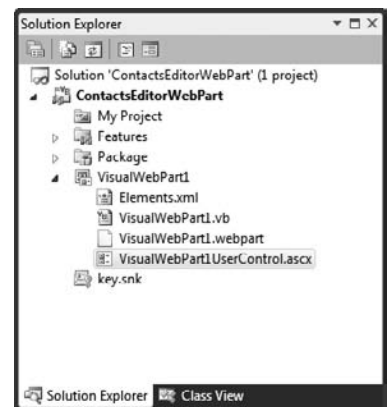 Solution Explorer
Solution 'ContactsEditorWebPart' (1 project)
ContactsEditorWebPart
My Project
Features
Package
VisualWebPart1
Elements.xml
VisualWebPart1.vb
VisualWebPart1.webpart
VisualWebPart1UserControl.ascx
key.snk
Solution Explorer Class View